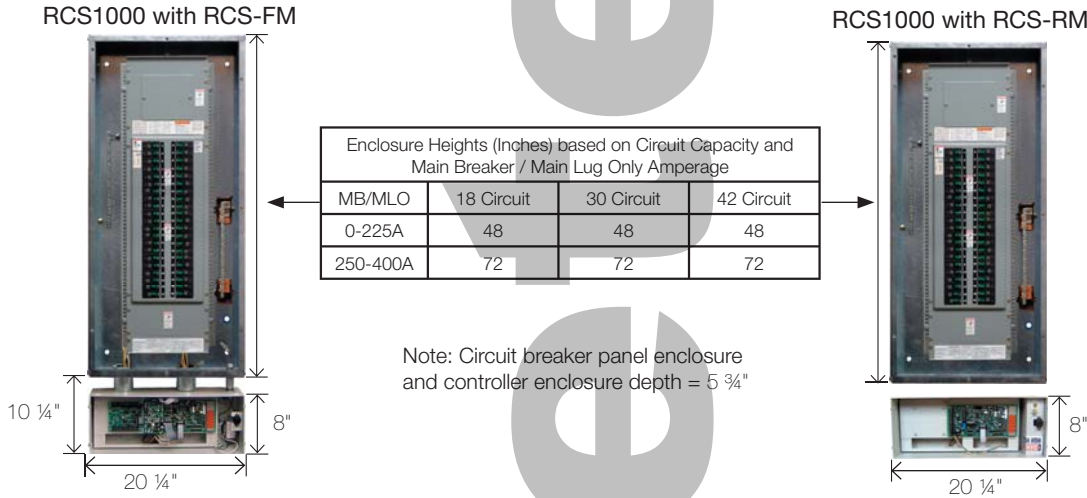 RCS1000 with RCS-FM
RCS1000 with RCS-RM
Enclosure Heights (Inches) based on Circuit Capacity and
Main Breaker / Main Lug Only Amperage
MB/MLO 18 Circuit 30 Circuit 42 Circuit
0-225A 48 48 48
250-400A 72 72 72
Note: Circuit breaker panel enclosure
and controller enclosure depth = 5 ¾"
10 ¼"
8"
20 ¼"
8"
20 ¼"